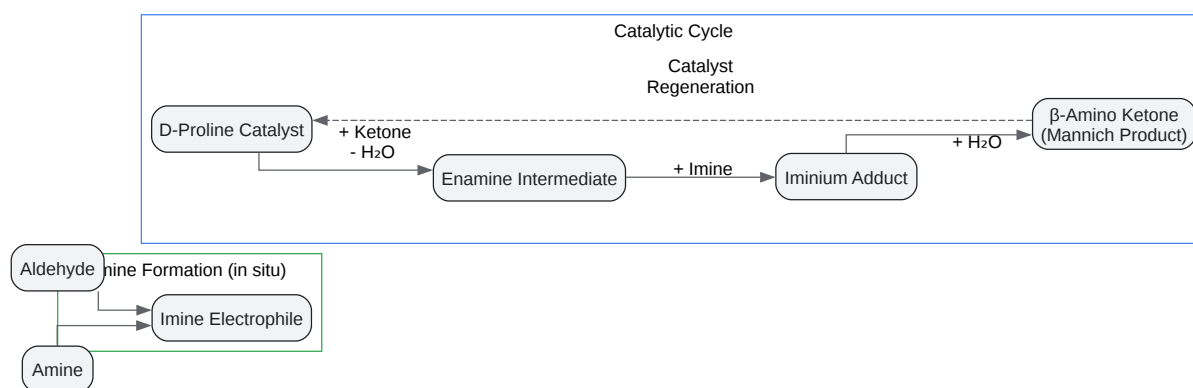 Catalytic Cycle
Catalyst
Regeneration
D-Proline Catalyst
+ Ketone
- H₂O
Enamine Intermediate
+ Imine
Iminium Adduct
+ H₂O
β-Amino Ketone
(Mannich Product)
Aldehyde
mine Formation (in situ)
Imine Electrophile
Amine